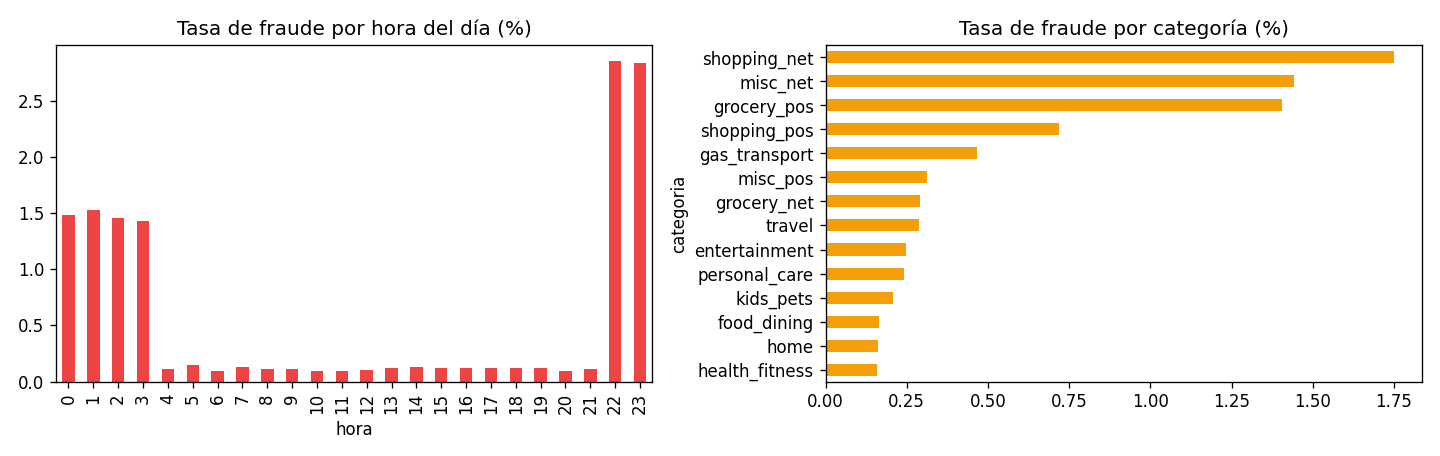 Tasa de fraude por hora del día (%)
2.5
2.0
1.5
1.0
0.5
0.0
0 1 2 3 4 5 6 7 8 9 10 11 12 13 14 15 16 17 18 19 20 21 22 23
hora
Tasa de fraude por categoría (%)
categoria
shopping_net
misc_net
grocery_pos
shopping_pos
gas_transport
misc_pos
grocery_net
travel
entertainment
personal_care
kids_pets
food_dining
home
health_fitness
0.00 0.25 0.50 0.75 1.00 1.25 1.50 1.75